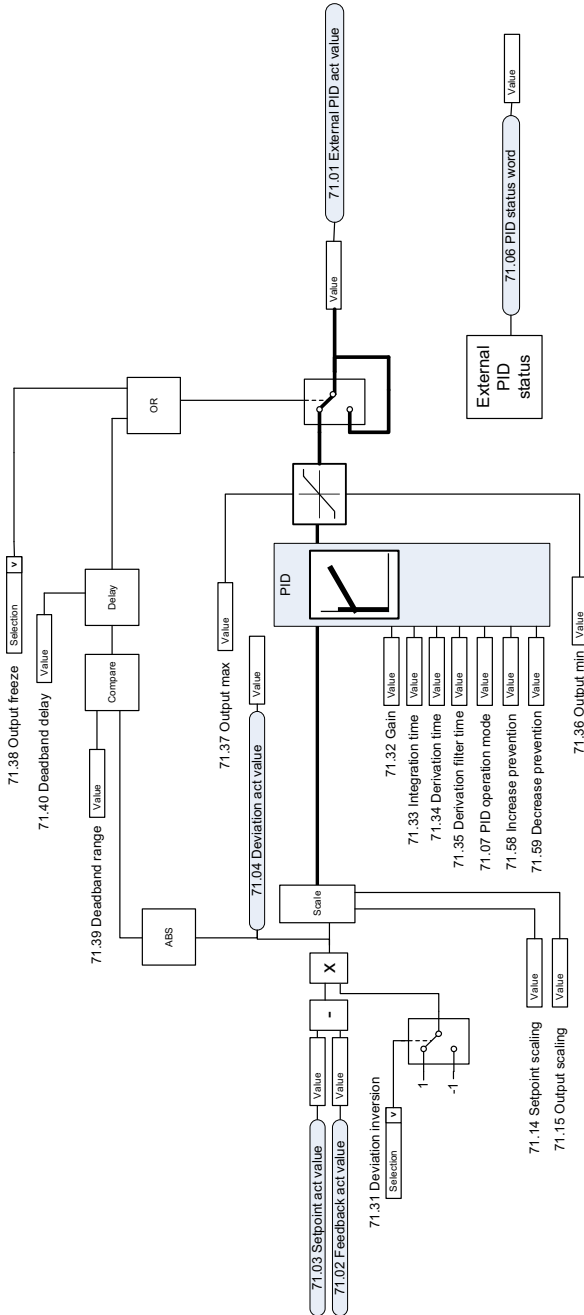 71.38 Output freeze
Selection
v
71.40 Deadband delay
Value
71.39 Deadband range
Value
Compare
Delay
OR
ABS
71.04 Deviation act value
Value
71.37 Output max
Value
71.03 Setpoint act value
Value
71.02 Feedback act value
Value
-
X
Scale
PID
Value
71.01 External PID act value
71.31 Deviation inversion
Selection
v
1
-1
71.14 Setpoint scaling
Value
71.15 Output scaling
Value
71.32 Gain
Value
71.33 Integration time
Value
71.34 Derivation time
Value
71.35 Derivation filter time
Value
71.07 PID operation mode
Value
71.58 Increase prevention
Value
71.59 Decrease prevention
Value
71.36 Output min
Value
External
PID
status
71.06 PID status word
Value